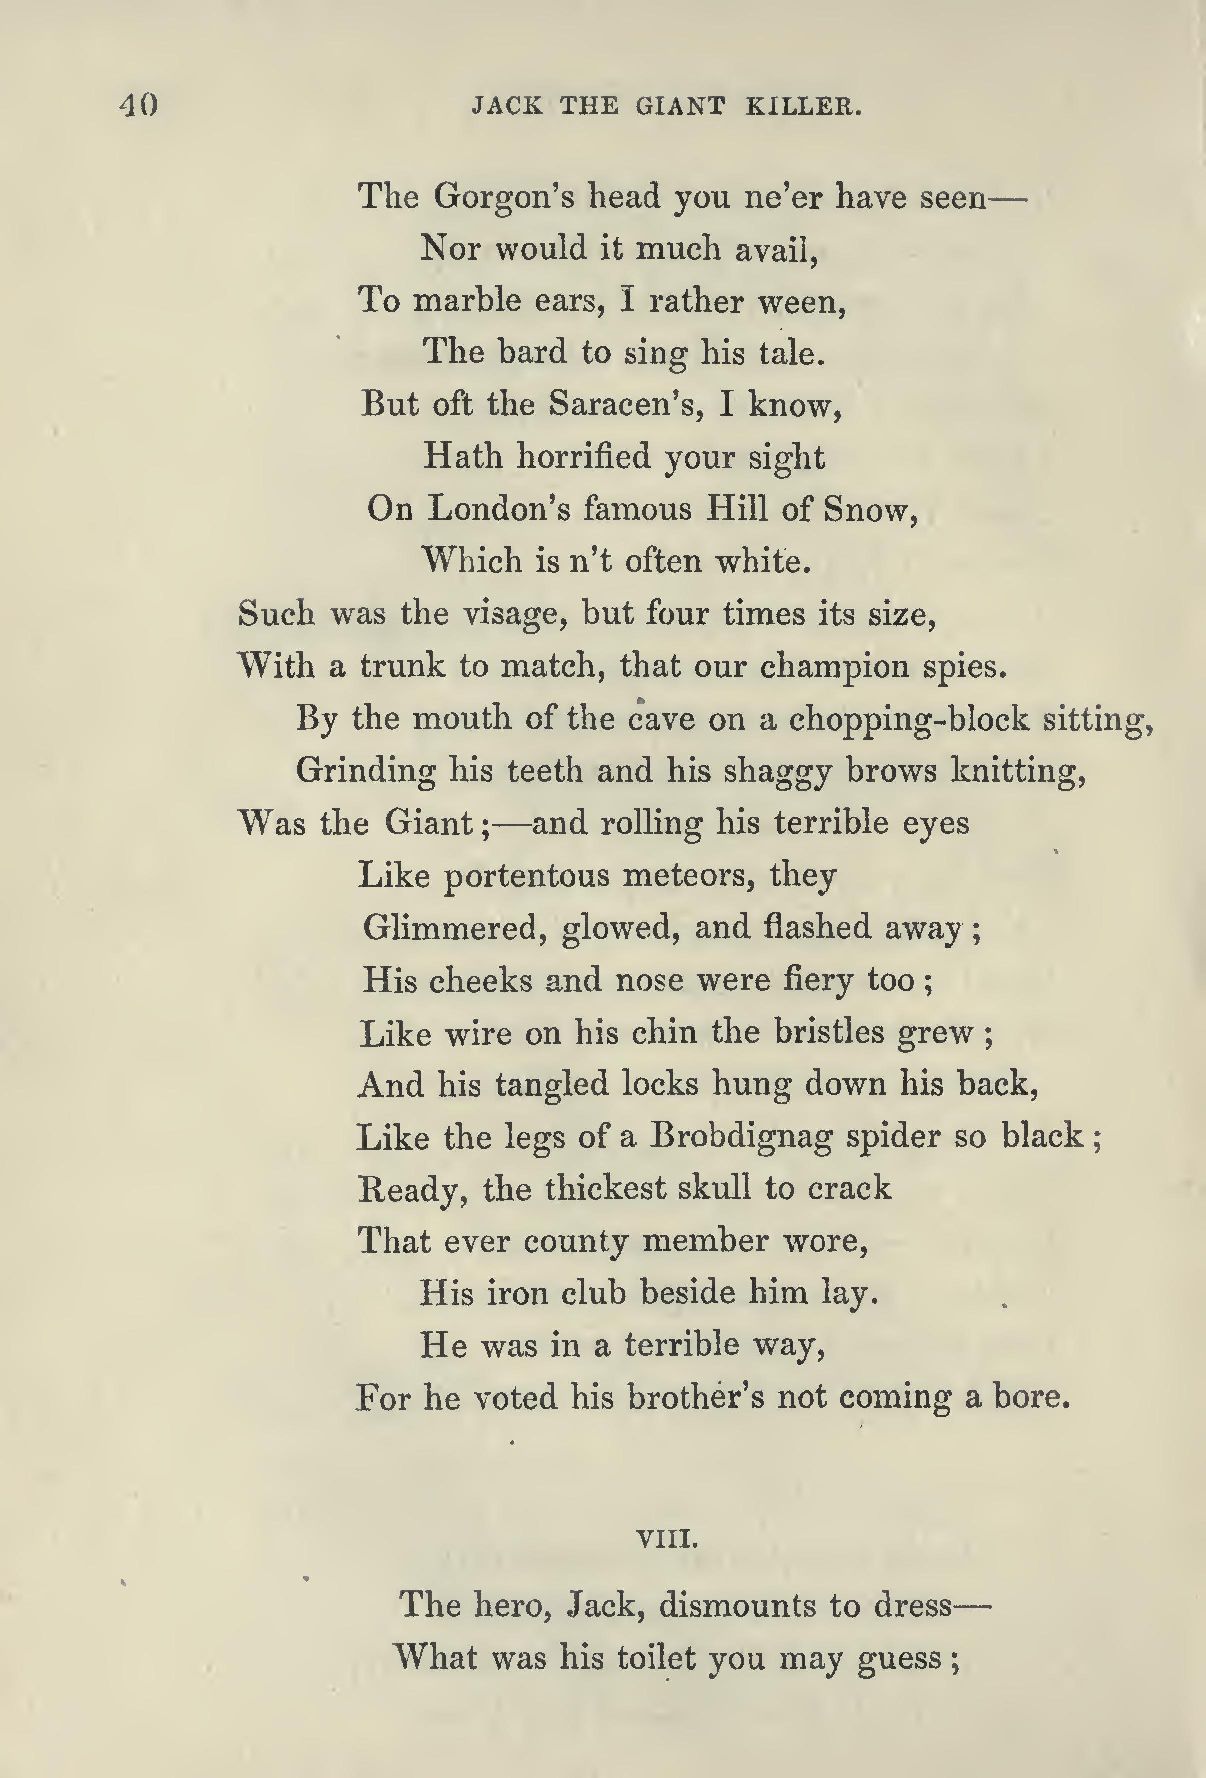 40 JACK THE GIANT KILLER.
The Gorgon's head you ne'er have seen—
Nor would it much avail,
To marble ears, I rather ween,
The bard to sing his tale.
But oft the Saracen's, I know,
Hath horrified your sight
On London's famous Hill of Snow,
Which is n't often white.
Such was the visage, but four times its size,
With a trunk to match, that our champion spies.
By the mouth of the cave on a chopping-block sitting,
Grinding his teeth and his shaggy brows knitting,
Was the Giant;—and rolling his terrible eyes
Like portentous meteors, they
Glimmered, glowed, and flashed away;
His cheeks and nose were fiery too;
Like wire on his chin the bristles grew;
And his tangled locks hung down his back,
Like the legs of a Brobdignag spider so black;
Ready, the thickest skull to crack
That ever county member wore,
His iron club beside him lay.
He was in a terrible way,
For he voted his brother's not coming a bore.
VIII.
The hero, Jack, dismounts to dress—
What was his toilet you may guess;